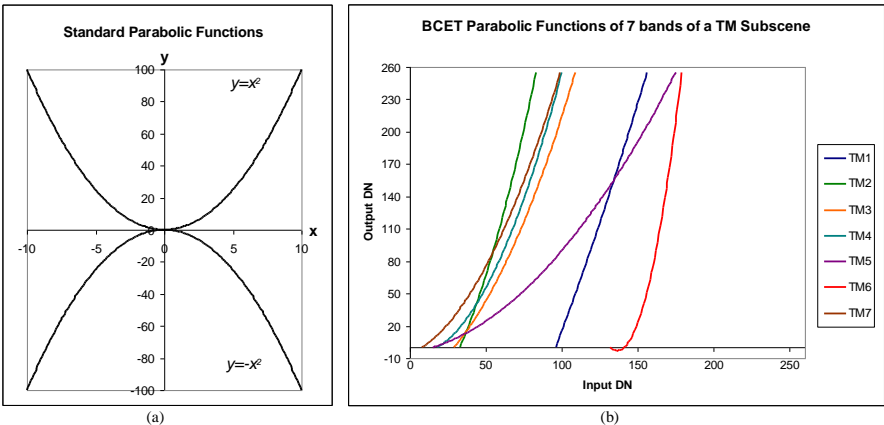 Standard Parabolic Functions
y
y=x²
100
80
60
40
20
0
-20
-40
-60
-80
-100
-10
-5
0
5
10
x
y=-x²
(a)
BCET Parabolic Functions of 7 bands of a TM Subscene
Output DN
260
230
200
170
140
110
80
50
20
-10
0
50
100
150
200
250
Input DN
TM1
TM2
TM3
TM4
TM5
TM6
TM7
(b)